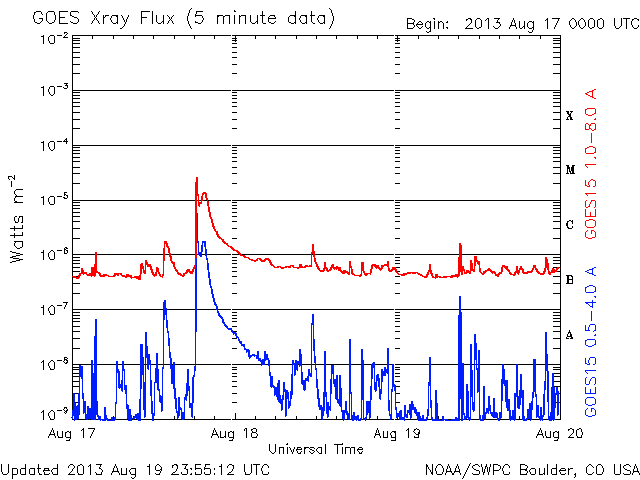 GOES Xray Flux (5 minute data)
Begin: 2013 Aug 17 0000 UTC
10-2
10-3
10-4
10-5
10-6
10-7
10-8
10-9
Watts m-2
X
M
C
B
A
GOES15 1.0-8.0 A
GOES15 0.5-4.0 A
Aug 17
Aug 18
Aug 19
Aug 20
Universal Time
Updated 2013 Aug 19 23:55:12 UTC
NOAA/SWPC Boulder, CO USA